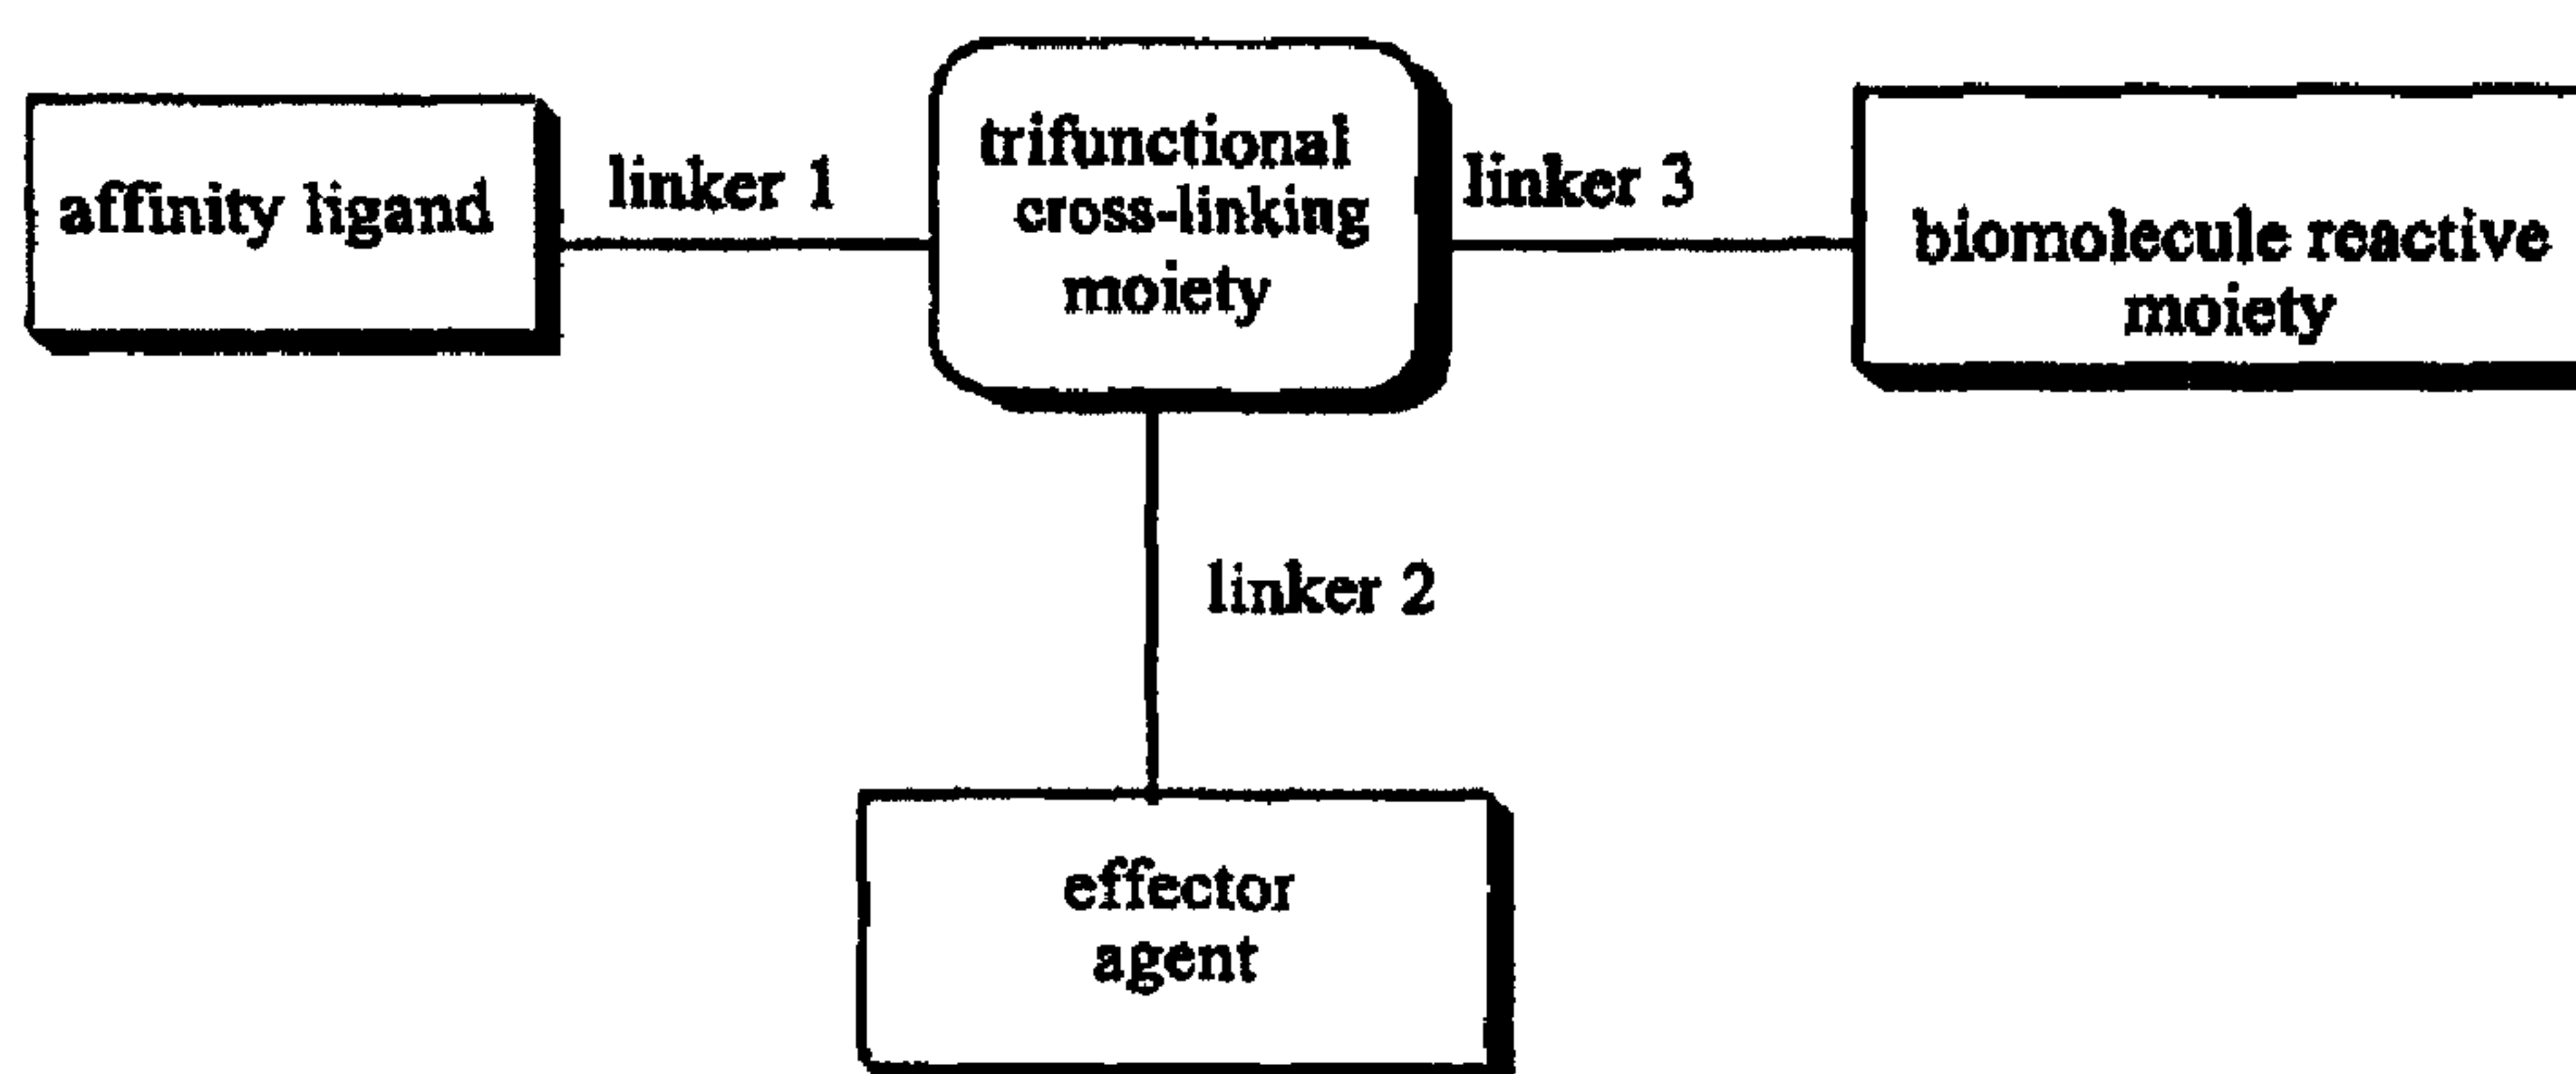 affinity ligand
linker 1
trifunctional
cross-linking
moiety
linker 3
biomolecule reactive
moiety
linker 2
effector
agent